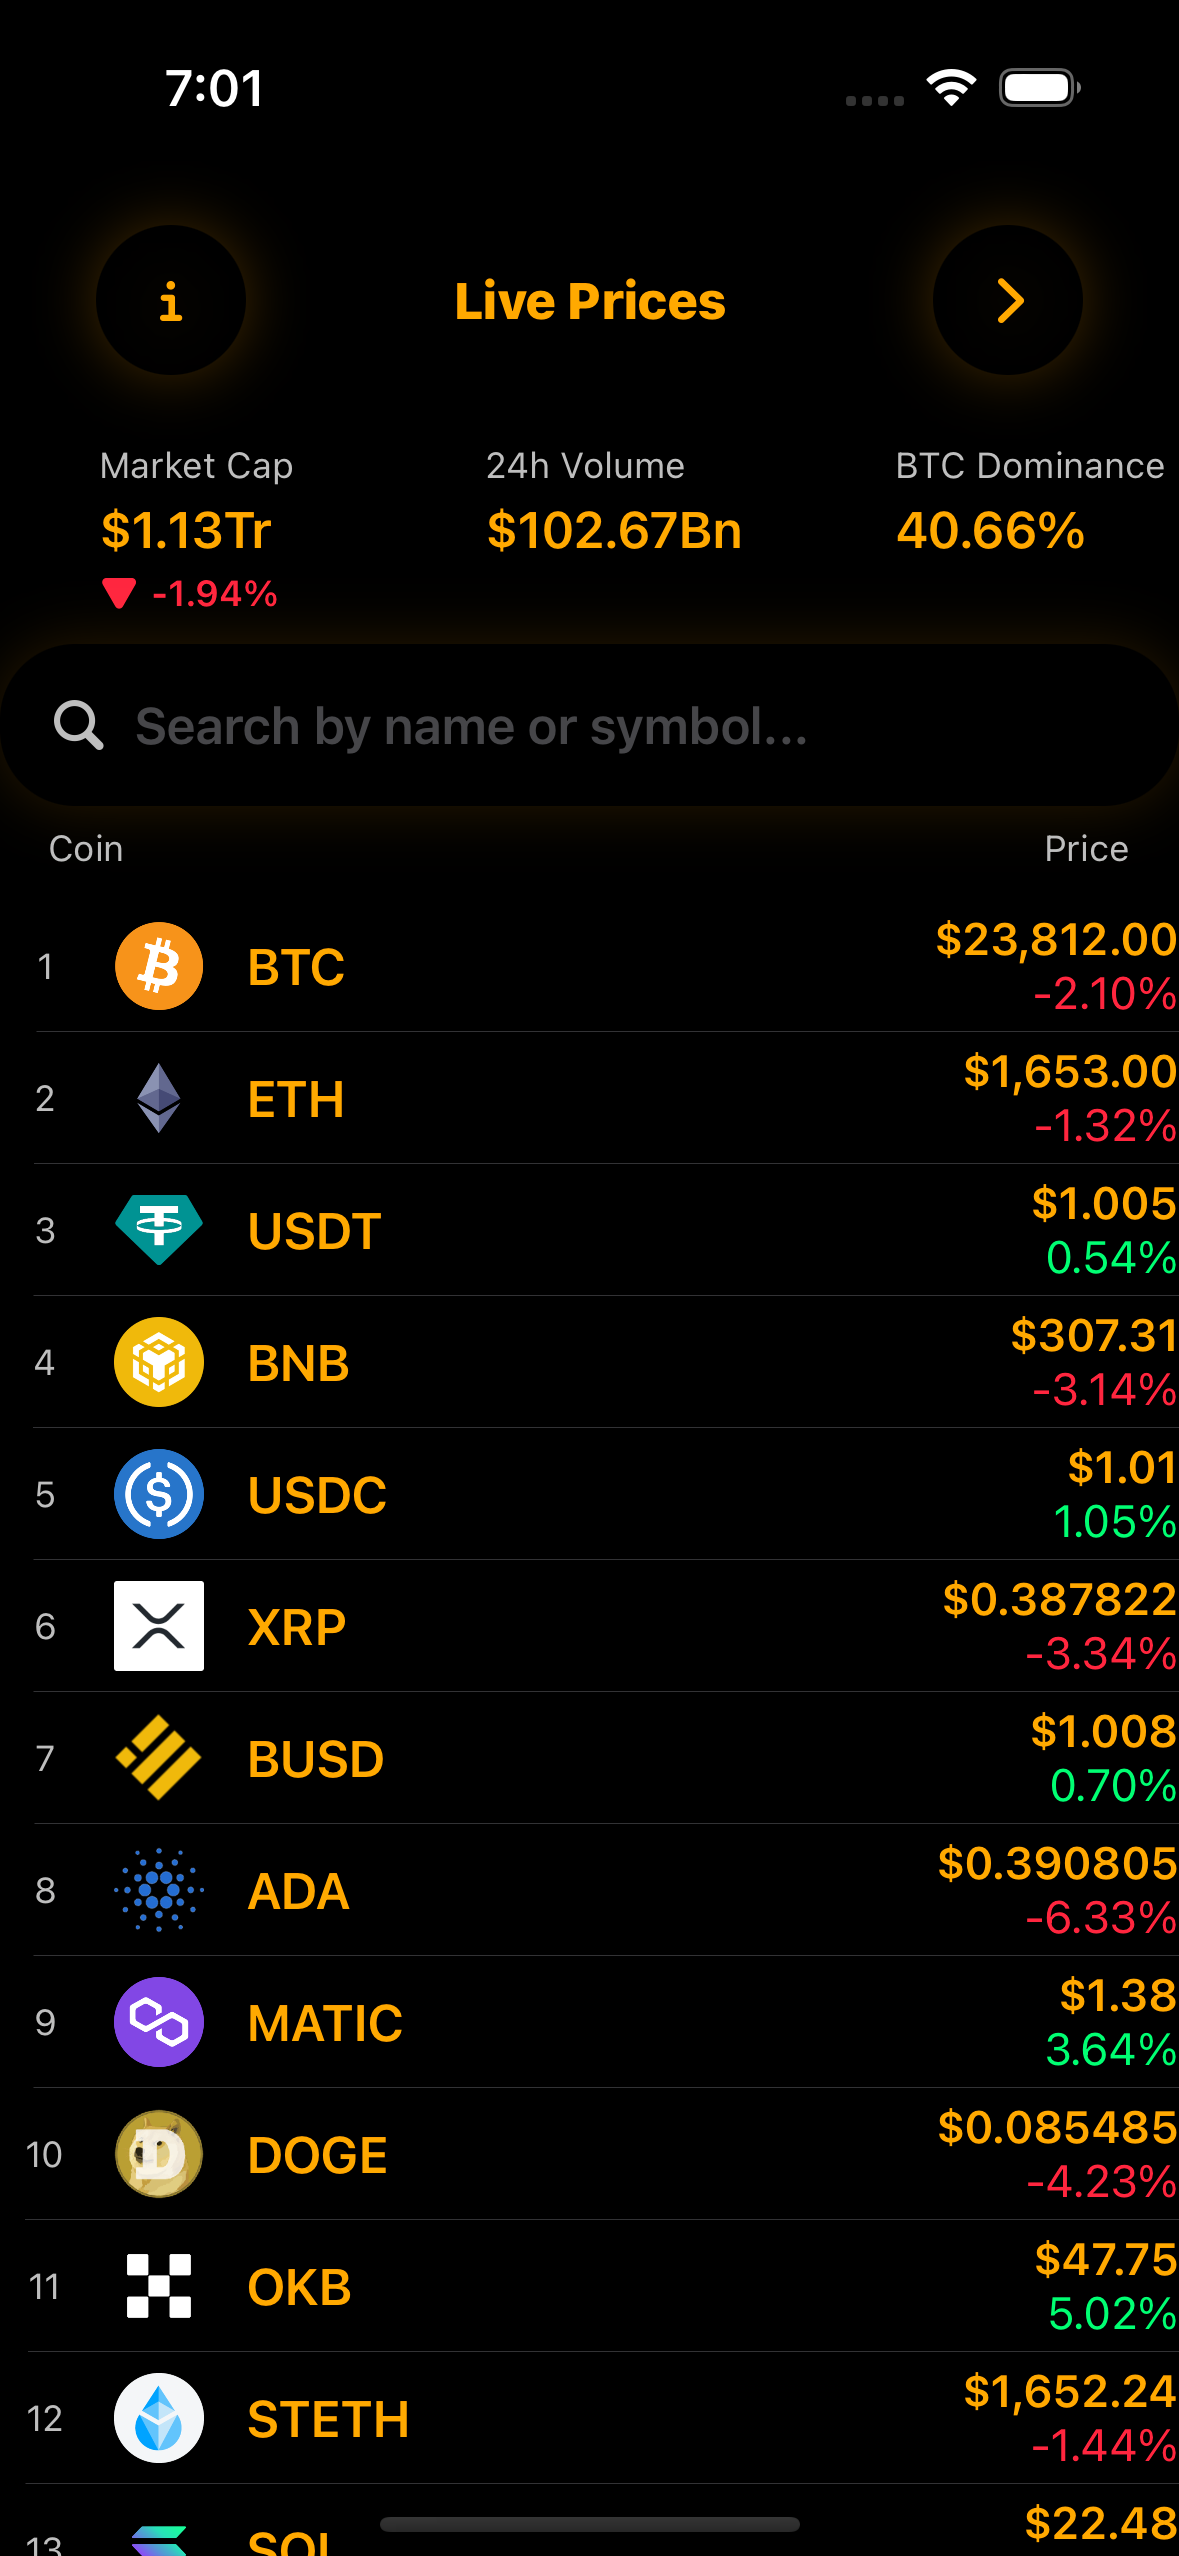 7:01
i
Live Prices
Market Cap 24h Volume BTC Dominance
$1.13Tr $102.67Bn 40.66%
-1.94%
Search by name or symbol...
Coin Price
1 BTC $23,812.00
-2.10%
2 ETH $1,653.00
-1.32%
3 USDT $1.005
0.54%
4 BNB $307.31
-3.14%
5 USDC $1.01
1.05%
6 XRP $0.387822
-3.34%
7 BUSD $1.008
0.70%
8 ADA $0.390805
-6.33%
9 MATIC $1.38
3.64%
10 DOGE $0.085485
-4.23%
11 OKB $47.75
5.02%
12 STETH $1,652.24
-1.44%
13 SOL $22.48